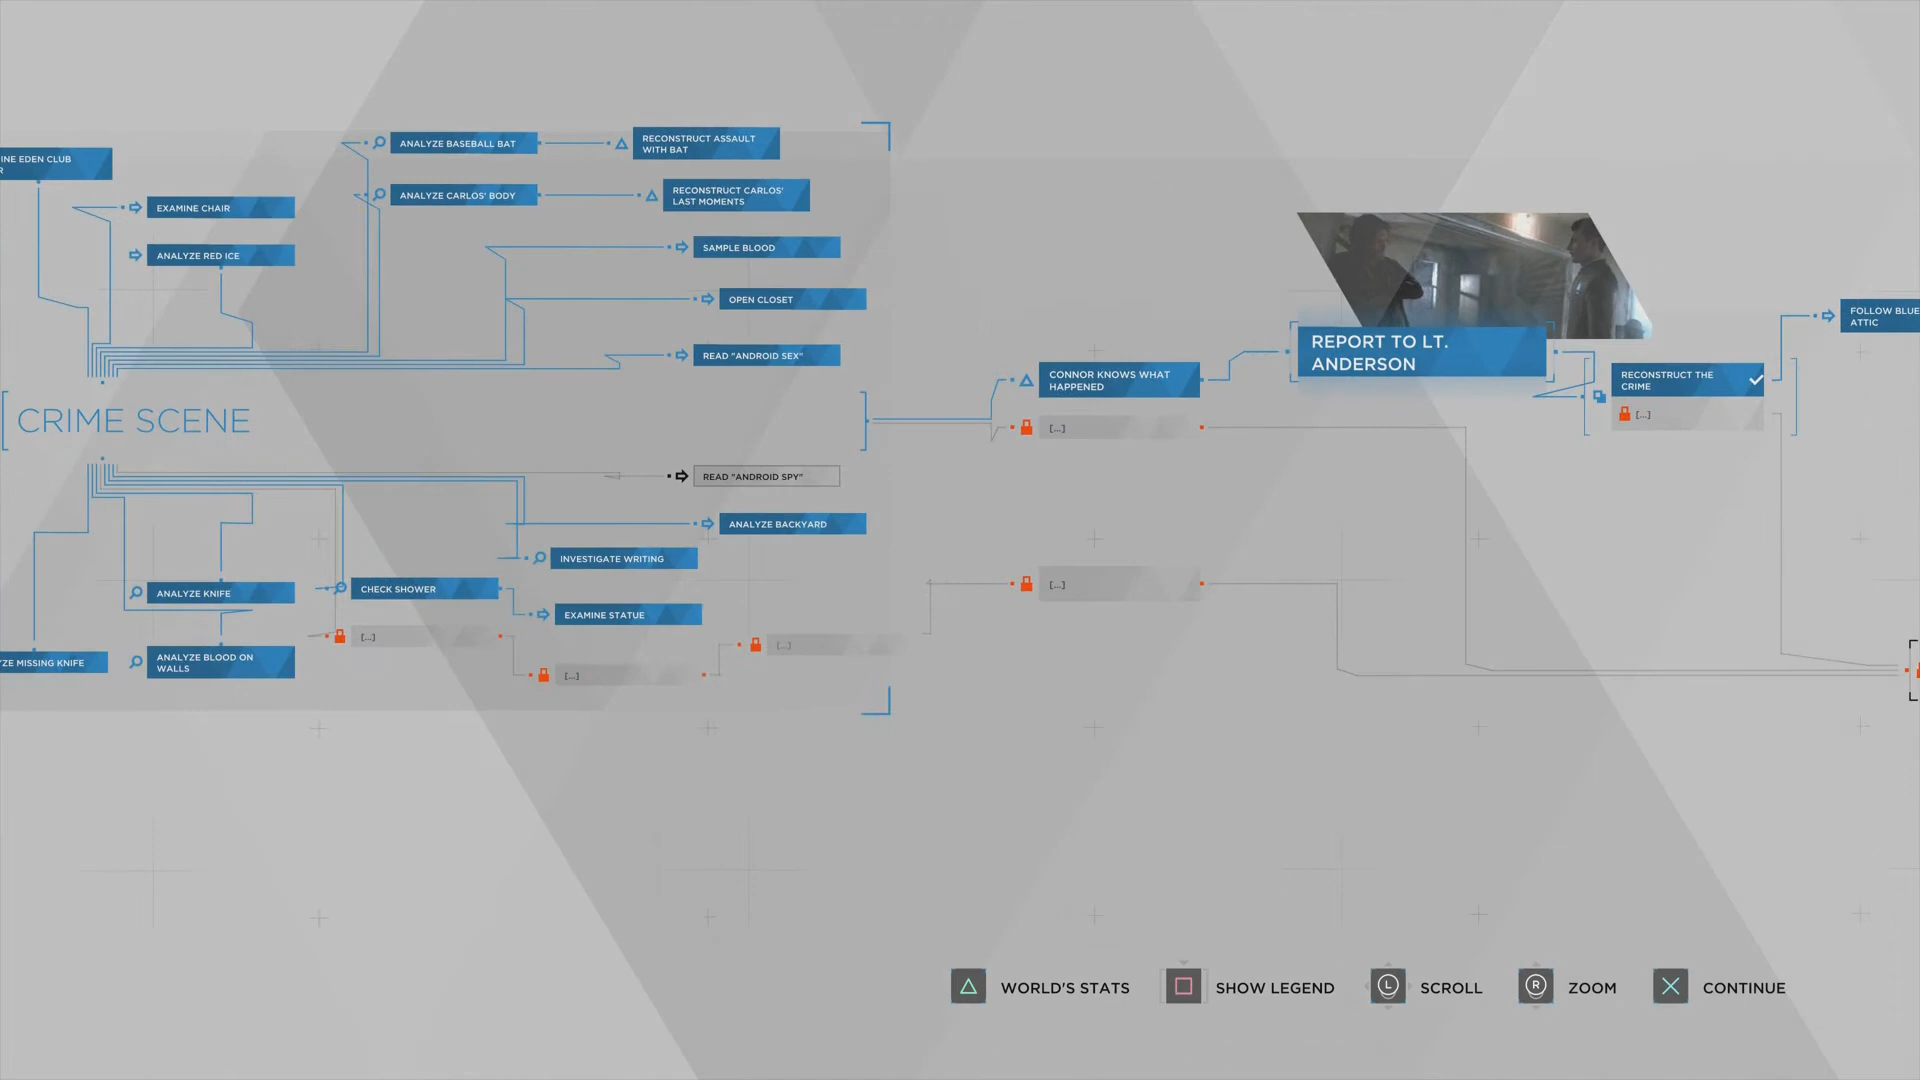 INE EDEN CLUB
R
EXAMINE CHAIR
ANALYZE RED ICE
ANALYZE BASEBALL BAT
RECONSTRUCT ASSAULT
WITH BAT
ANALYZE CARLOS' BODY
RECONSTRUCT CARLOS'
LAST MOMENTS
SAMPLE BLOOD
OPEN CLOSET
READ "ANDROID SEX"
CRIME SCENE
READ "ANDROID SPY"
ANALYZE BACKYARD
INVESTIGATE WRITING
ANALYZE KNIFE
CHECK SHOWER
EXAMINE STATUE
[...]
[...]
[...]
ZE MISSING KNIFE
ANALYZE BLOOD ON
WALLS
CONNOR KNOWS WHAT
HAPPENED
[...]
[...]
REPORT TO LT.
ANDERSON
RECONSTRUCT THE
CRIME
[...]
FOLLOW BLUE
ATTIC
WORLD'S STATS
SHOW LEGEND
L
SCROLL
R
ZOOM
CONTINUE